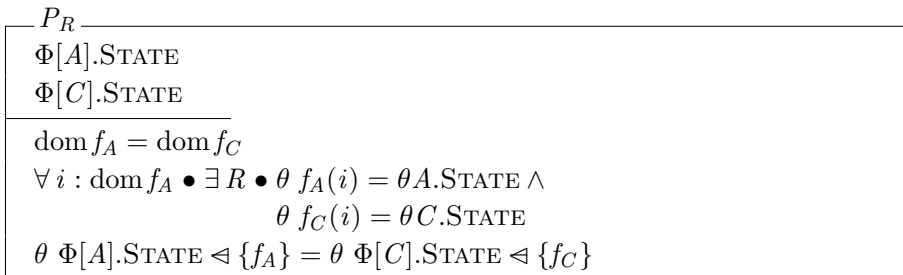 P_R
Φ[A].STATE
Φ[C].STATE
dom f_A = dom f_C
∀ i : dom f_A • ∃ R • θ f_A(i) = θA.STATE ∧
θ f_C(i) = θC.STATE
θ Φ[A].STATE ⩤ {f_A} = θ Φ[C].STATE ⩤ {f_C}